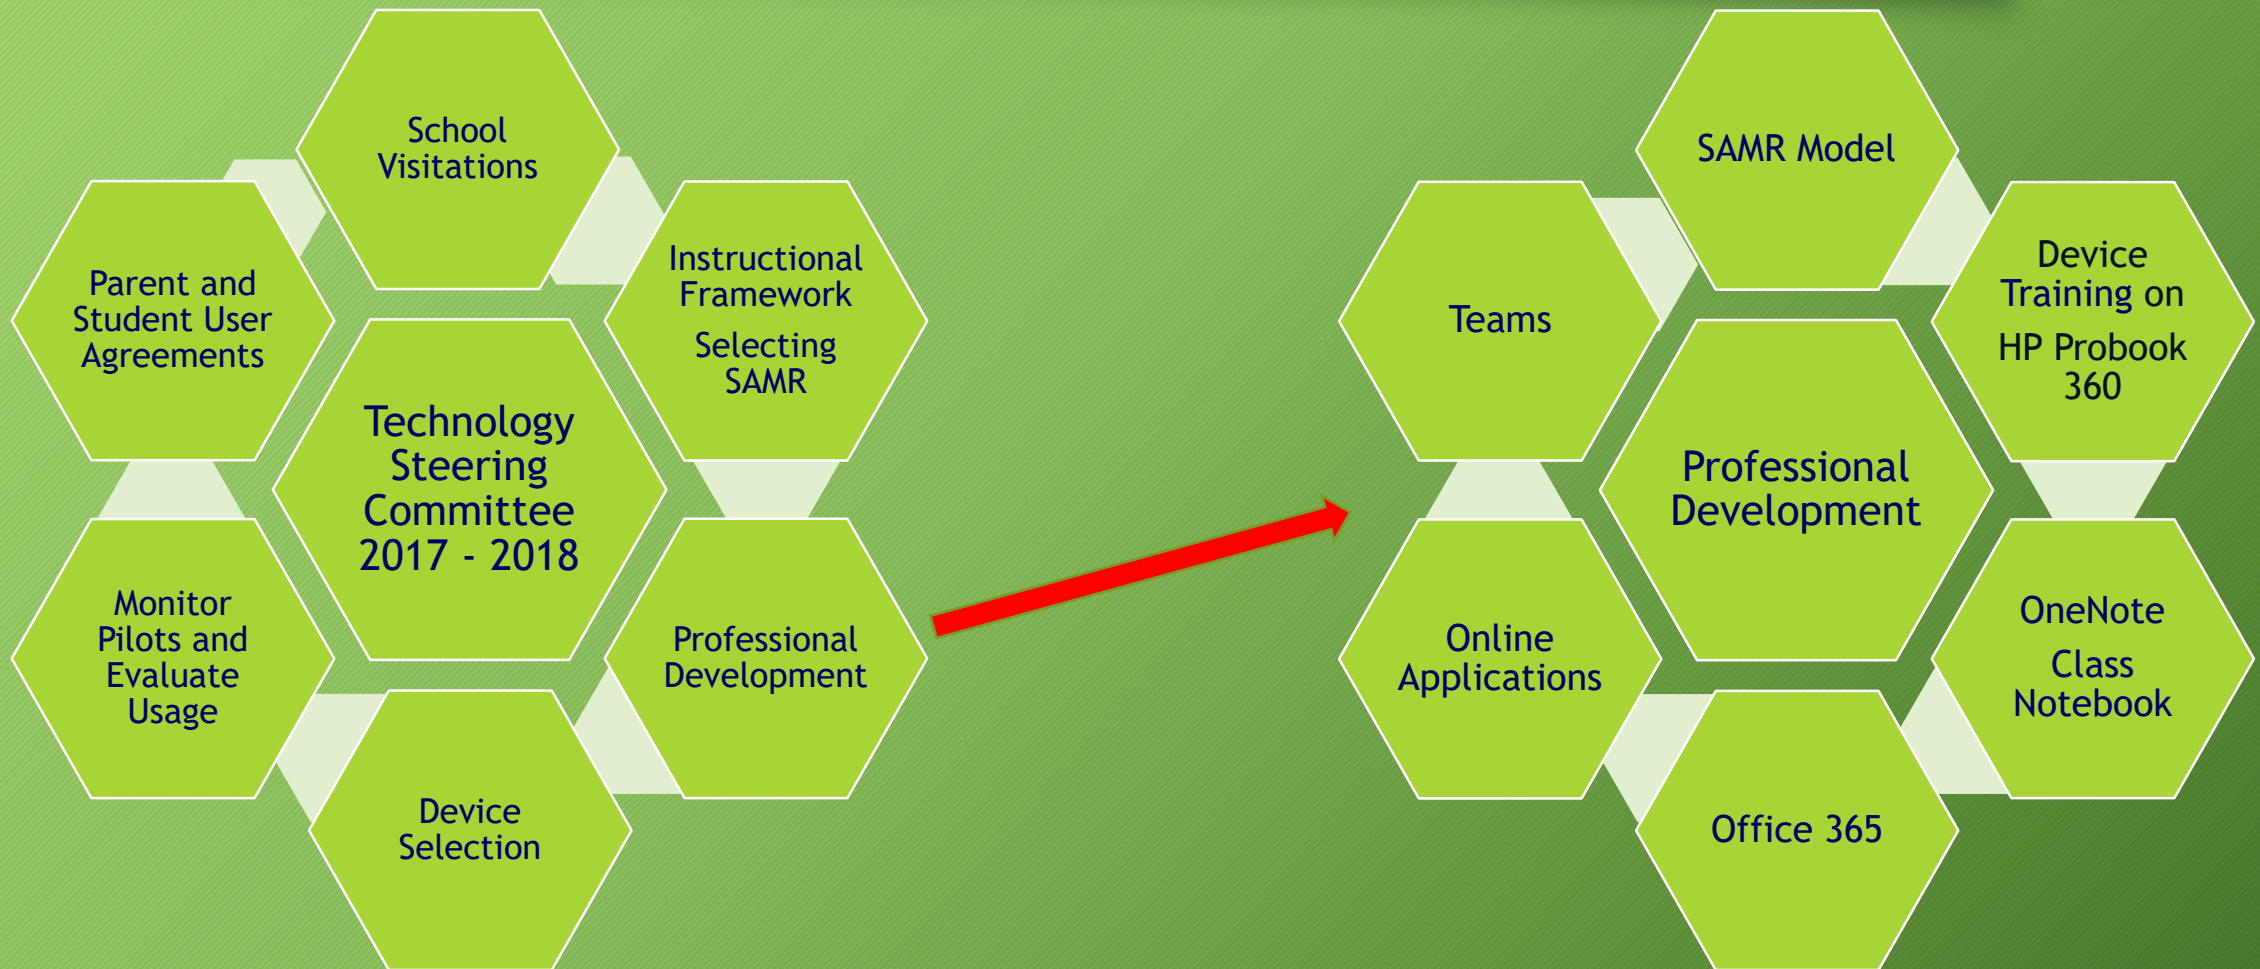 School
Visitations
Instructional
Framework
Selecting
SAMR
Professional
Development
Device
Selection
Monitor
Pilots and
Evaluate
Usage
Parent and
Student User
Agreements
Technology
Steering
Committee
2017 - 2018
SAMR Model
Device
Training on
HP Probook
360
OneNote
Class
Notebook
Office 365
Online
Applications
Teams
Professional
Development